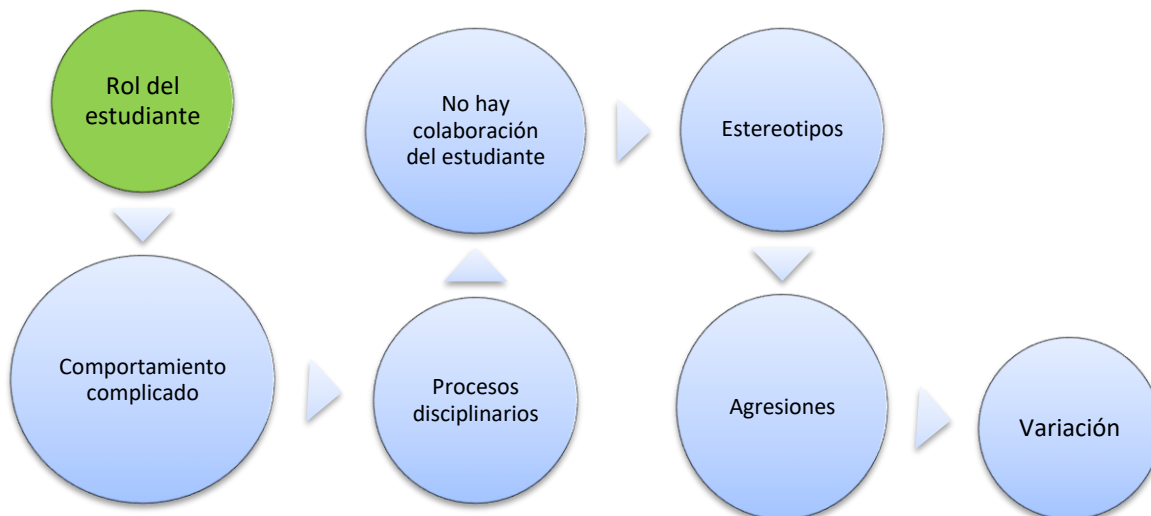 Rol del
estudiante
Comportamiento
complicado
Procesos
disciplinarios
No hay
colaboración
del estudiante
Estereotipos
Agresiones
Variación